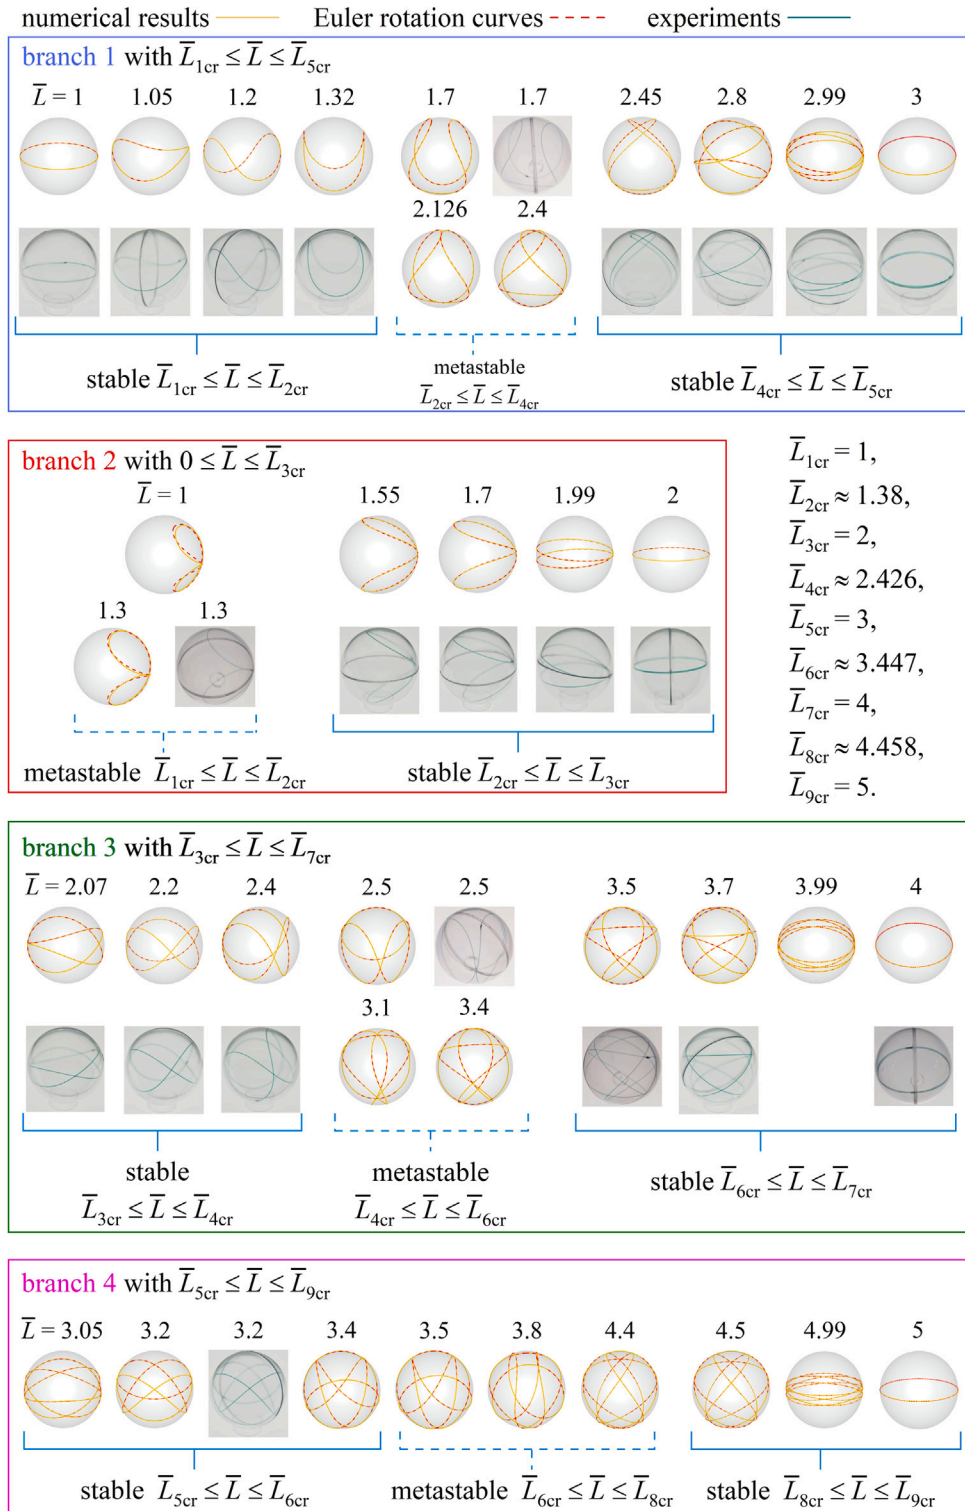 numerical results Euler rotation curves experiments
branch 1 with L̅1cr ≤ L̅ ≤ L̅5cr
L̅ = 1 1.05 1.2 1.32 1.7 1.7 2.45 2.8 2.99 3
2.126 2.4
stable L̅1cr ≤ L̅ ≤ L̅2cr
metastable
L̅2cr ≤ L̅ ≤ L̅4cr
stable L̅4cr ≤ L̅ ≤ L̅5cr
branch 2 with 0 ≤ L̅ ≤ L̅3cr
L̅ = 1 1.55 1.7 1.99 2
1.3 1.3
metastable L̅1cr ≤ L̅ ≤ L̅2cr stable L̅2cr ≤ L̅ ≤ L̅3cr
L̅1cr = 1,
L̅2cr ≈ 1.38,
L̅3cr = 2,
L̅4cr ≈ 2.426,
L̅5cr = 3,
L̅6cr ≈ 3.447,
L̅7cr = 4,
L̅8cr ≈ 4.458,
L̅9cr = 5.
branch 3 with L̅3cr ≤ L̅ ≤ L̅7cr
L̅ = 2.07 2.2 2.4 2.5 2.5 3.5 3.7 3.99 4
3.1 3.4
stable
L̅3cr ≤ L̅ ≤ L̅4cr
metastable
L̅4cr ≤ L̅ ≤ L̅6cr
stable L̅6cr ≤ L̅ ≤ L̅7cr
branch 4 with L̅5cr ≤ L̅ ≤ L̅9cr
L̅ = 3.05 3.2 3.2 3.4 3.5 3.8 4.4 4.5 4.99 5
stable L̅5cr ≤ L̅ ≤ L̅6cr metastable L̅6cr ≤ L̅ ≤ L̅8cr stable L̅8cr ≤ L̅ ≤ L̅9cr